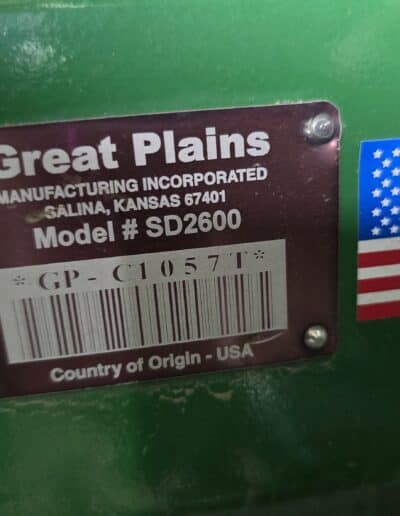 Great Plains
MANUFACTURING INCORPORATED
SALINA, KANSAS 67401
Model # SD2600
*GP-C1057T*
Country of Origin - USA